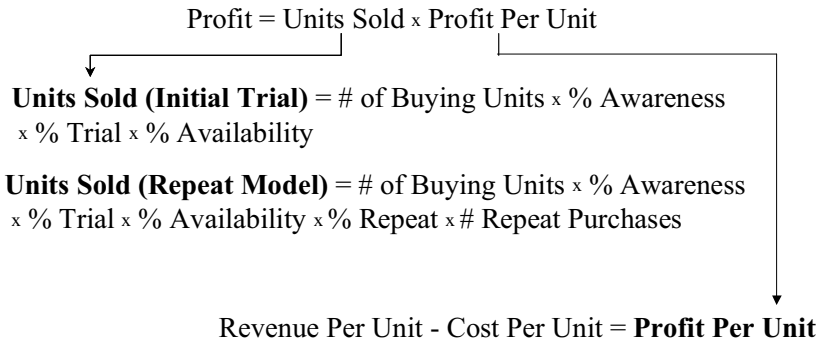 Profit = Units Sold x Profit Per Unit
Units Sold (Initial Trial) = # of Buying Units x % Awareness
x % Trial x % Availability
Units Sold (Repeat Model) = # of Buying Units x % Awareness
x % Trial x % Availability x % Repeat x # Repeat Purchases
Revenue Per Unit - Cost Per Unit = Profit Per Unit